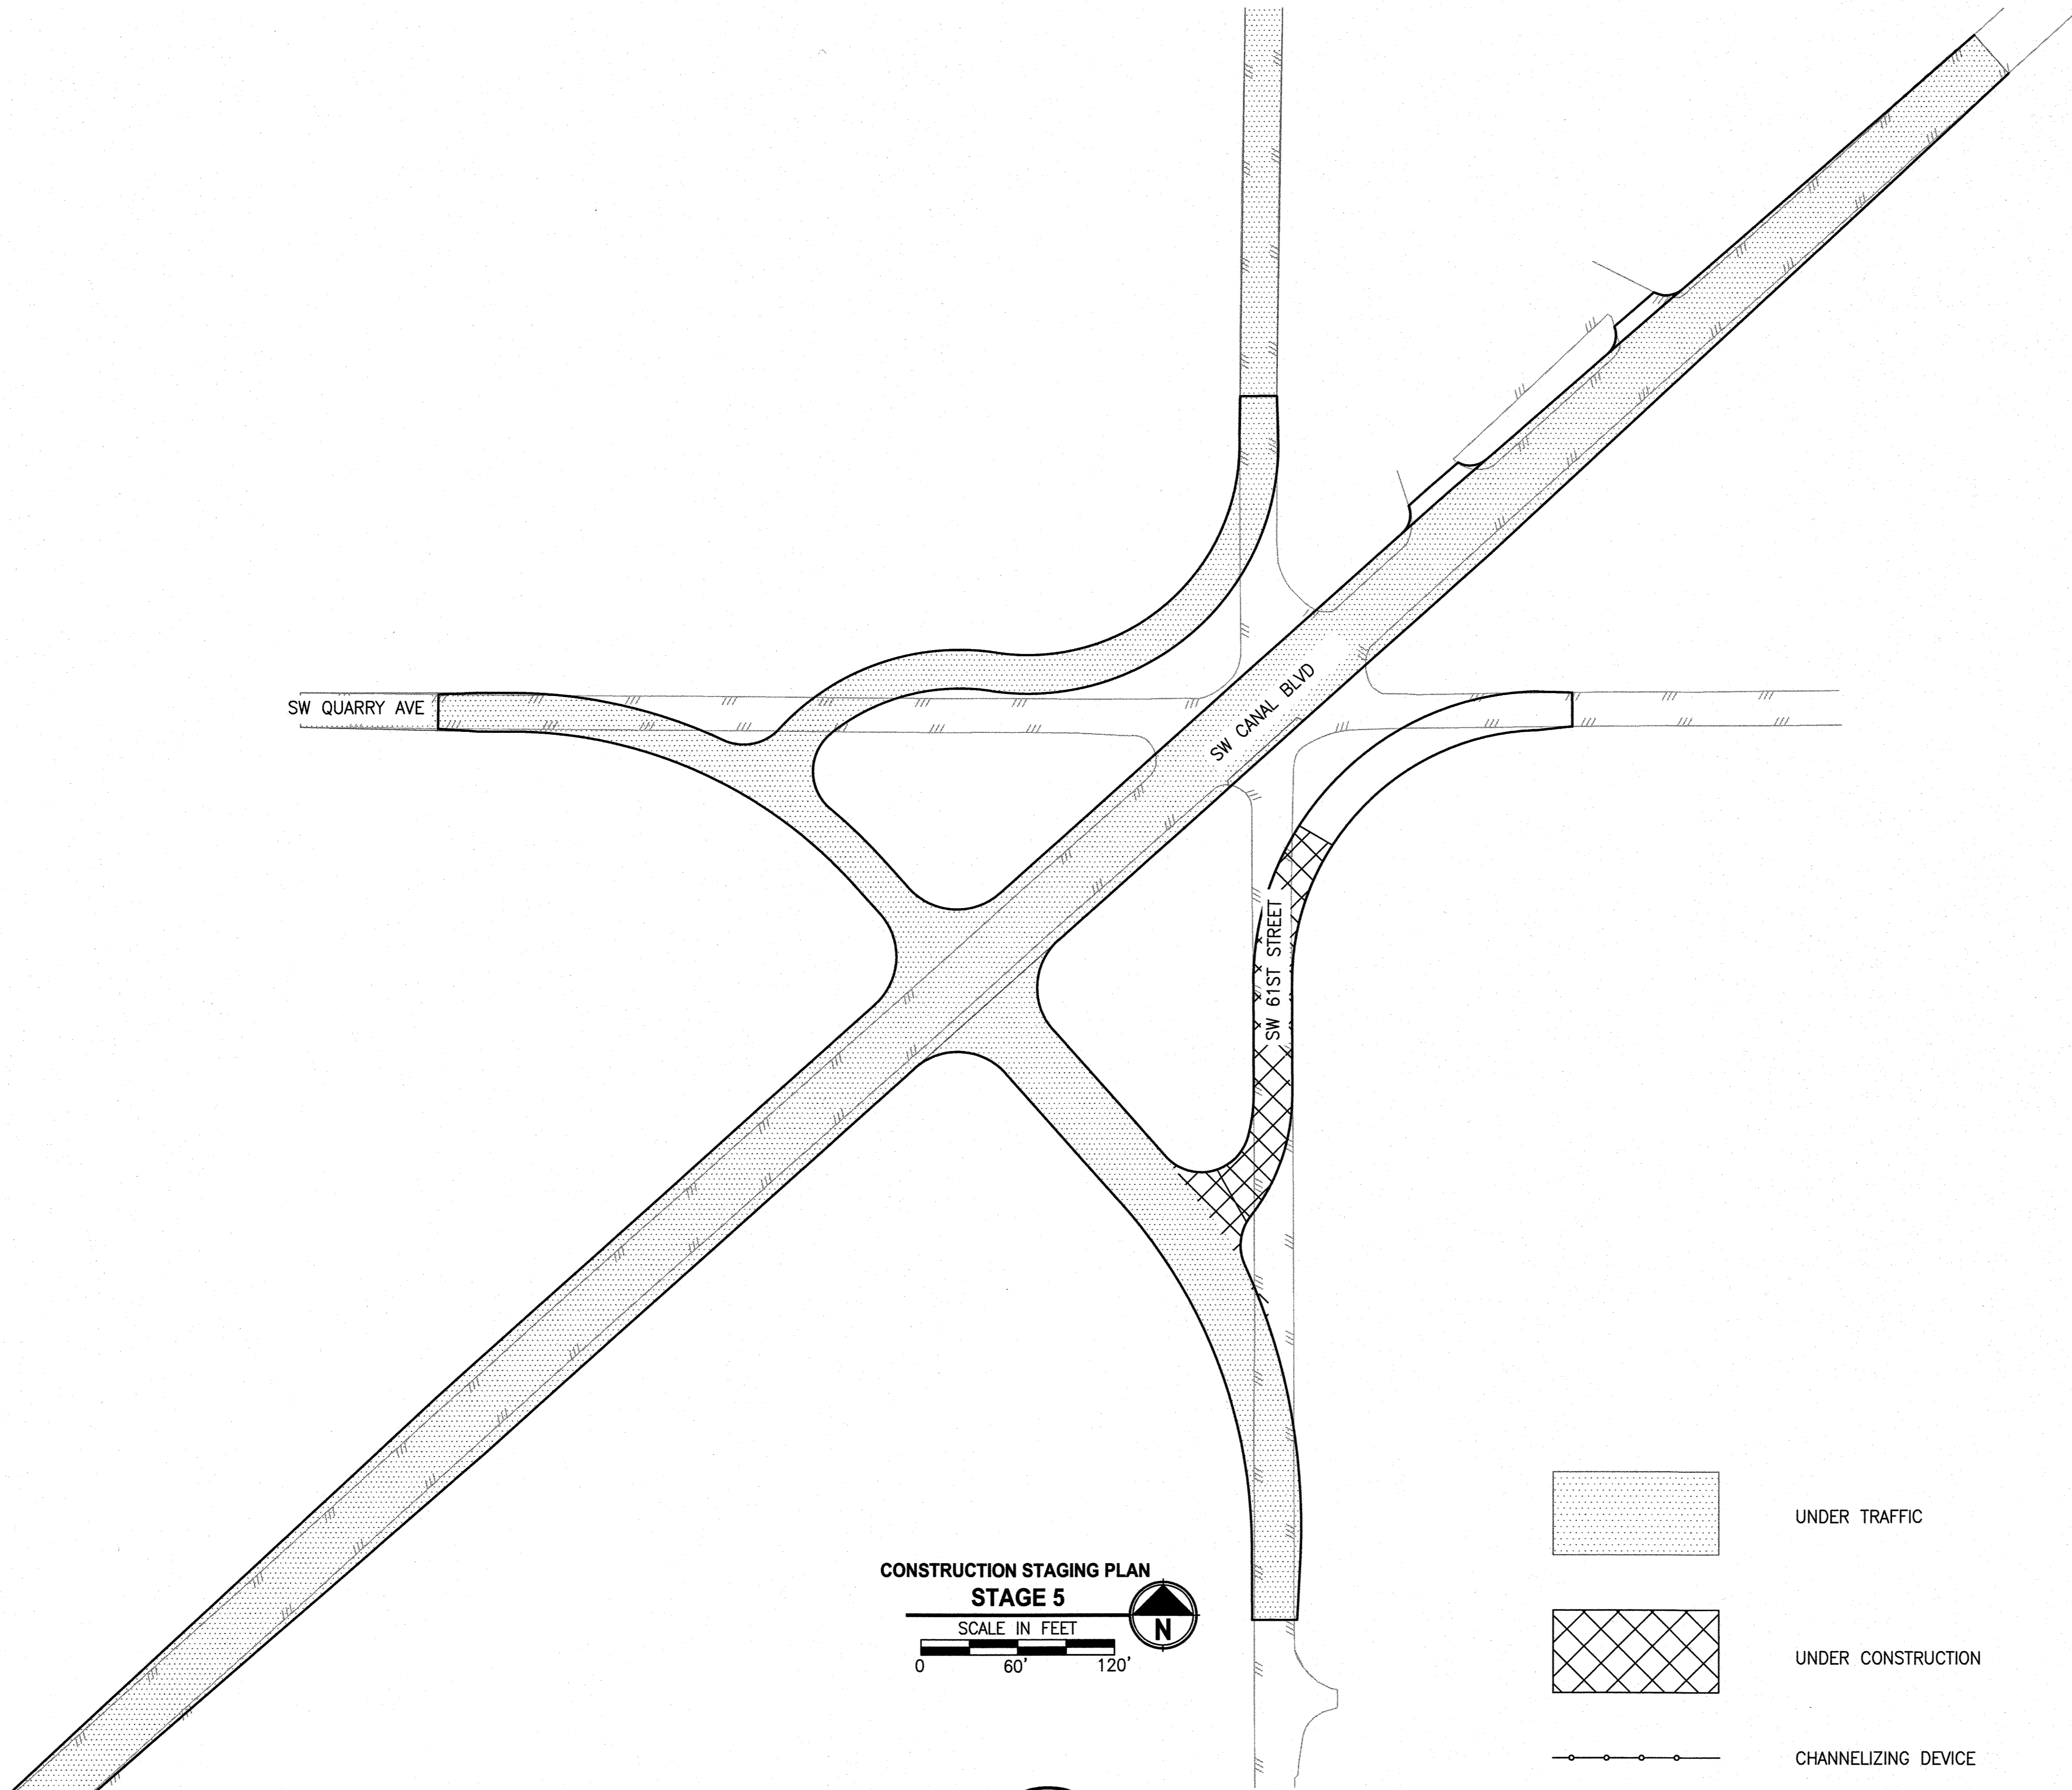 SW QUARRY AVE
SW CANAL BLVD
SW 61ST STREET
CONSTRUCTION STAGING PLAN
STAGE 5
SCALE IN FEET
0 60' 120'
N
UNDER TRAFFIC
UNDER CONSTRUCTION
CHANNELIZING DEVICE